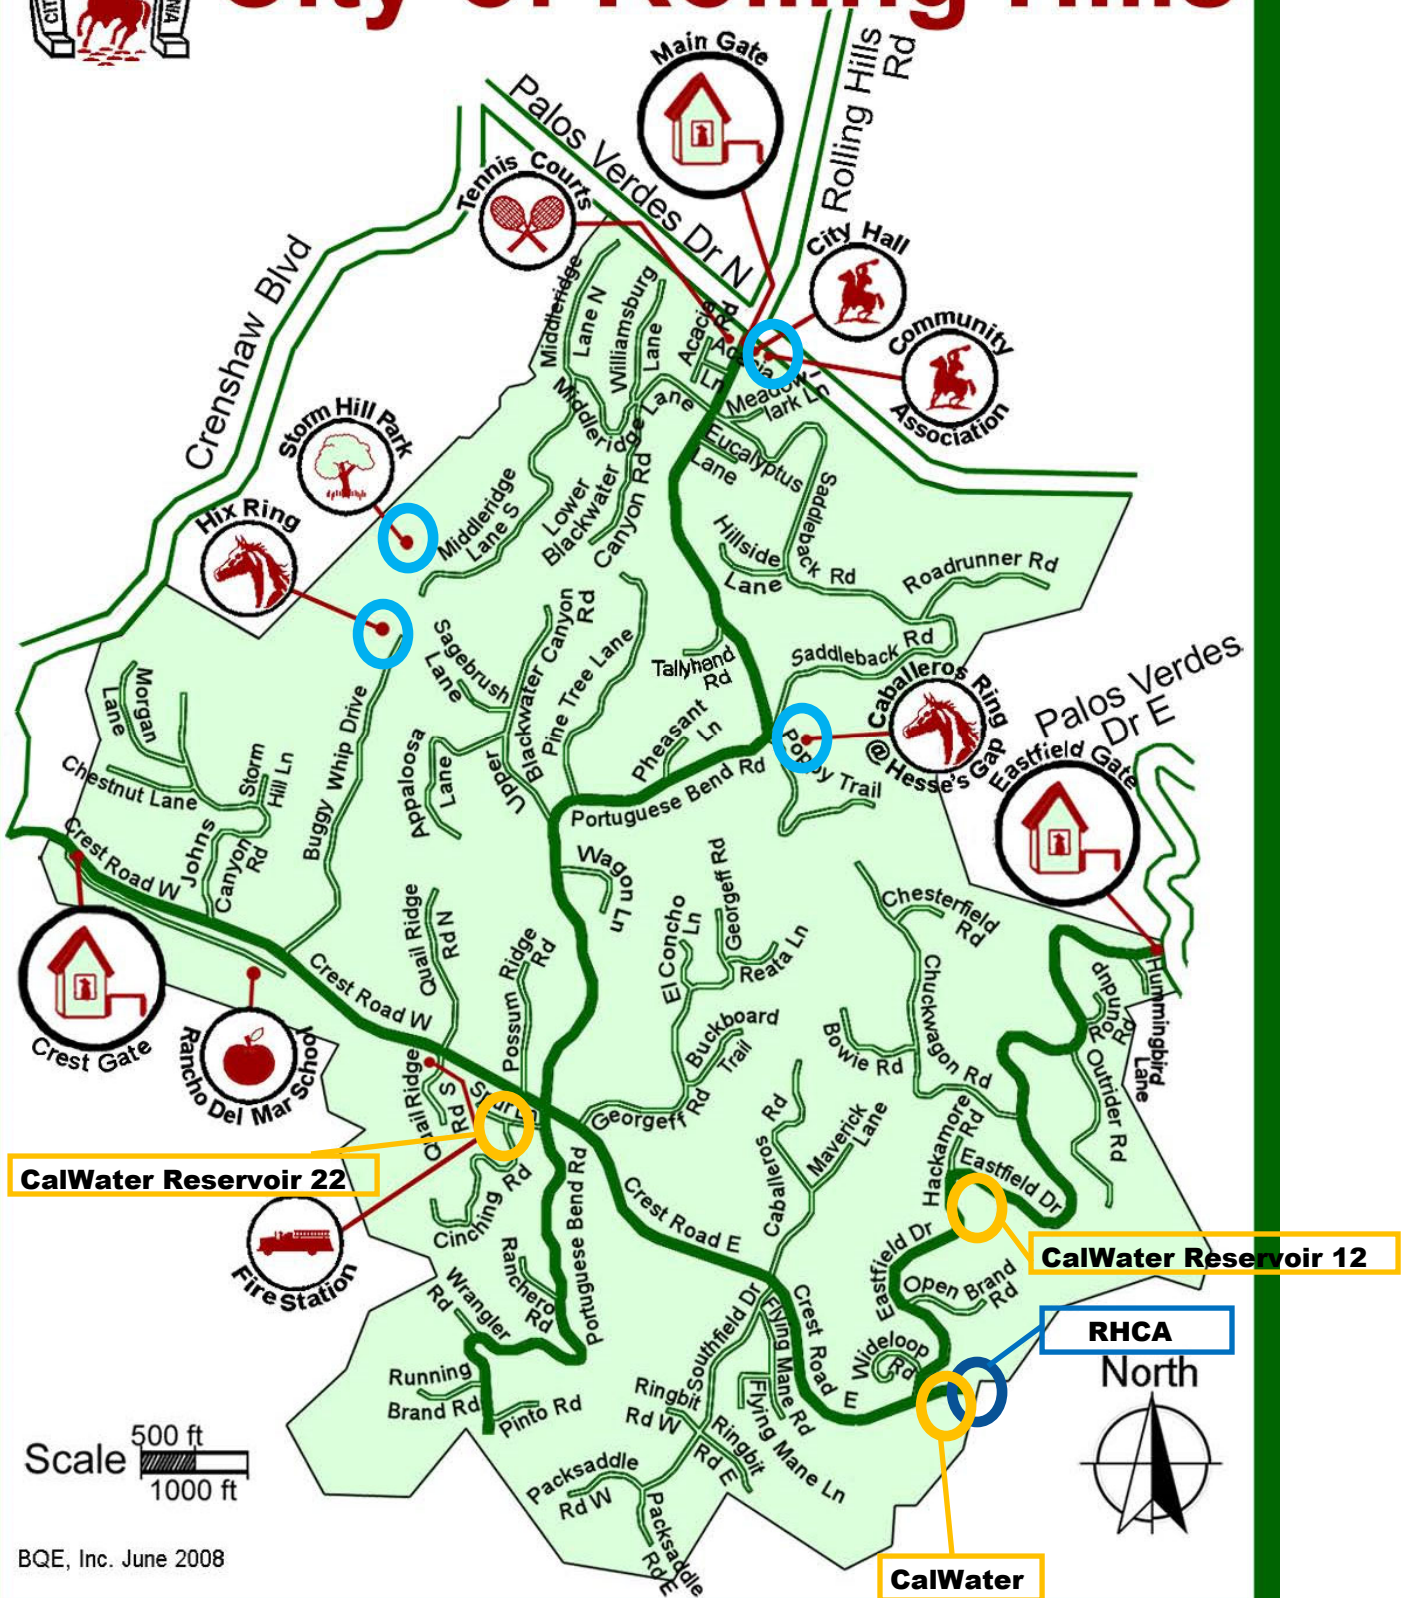 City of Rolling Hills
Main Gate
Rolling Hills
Rd
Palos Verdes Dr N
Tennis Courts
City Hall
Community
Association
Crenshaw Blvd
Middleridge
Lane N
Williamsburg
Lane
Acacia
Rd
Acacia
Ln
Ln
Meadow
lark Ln
Storm Hill Park
Middleridge
Lane
Eucalyptus
Lane
Hix Ring
Middleridge
Lane S
Lower
Blackwater
Canyon Rd
Saddleback
Rd
Hillside
Lane
Roadrunner Rd
Sagebrush
Lane
Upper
Blackwater Canyon
Rd
Pine Tree Lane
Tallyhand
Rd
Saddleback
Rd
Caballeros Ring
@ Hesse's Gap
Palos Verdes
Dr E
Eastfield Gate
Morgan
Lane
Chestnut Lane
Storm
Hill Ln
Buggy Whip Drive
Appaloosa
Lane
Pheasant
Ln
Portuguese Bend Rd
Poppy Trail
Johns
Canyon
Rd
Crest Road W
Wagon Ln
Quail Ridge
Rd N
Possum Ridge
Rd
El Concho
Ln
Georgeff Rd
Reata Ln
Chesterfield
Rd
Crest Road W
Crest Gate
Rancho Del Mar School
Buckboard
Trail
Bowie Rd
Chuckwagon Rd
Roundup
Rd
Hummingbird
Lane
Outrider Rd
Quail Ridge
Rd S
Spur Ln
Georgeff
Rd
Caballeros
Rd
Maverick
Lane
Hackamore
Rd
Eastfield Dr
CalWater Reservoir 22
Cinching
Rd
Portuguese Bend Rd
Crest Road E
Eastfield Dr
CalWater Reservoir 12
Fire Station
Wrangler
Rd
Ranchero
Rd
Open Brand
Rd
Southfield Dr
Flying Mane Rd
Crest Road E
Wideloop
Rd
RHCA
North
Running
Brand Rd
Pinto Rd
Ringbit
Rd W
Ringbit
Rd E
Flying Mane Ln
Scale
500 ft
1000 ft
Packsaddle
Rd W
Packsaddle
Rd E
BQE, Inc. June 2008
CalWater